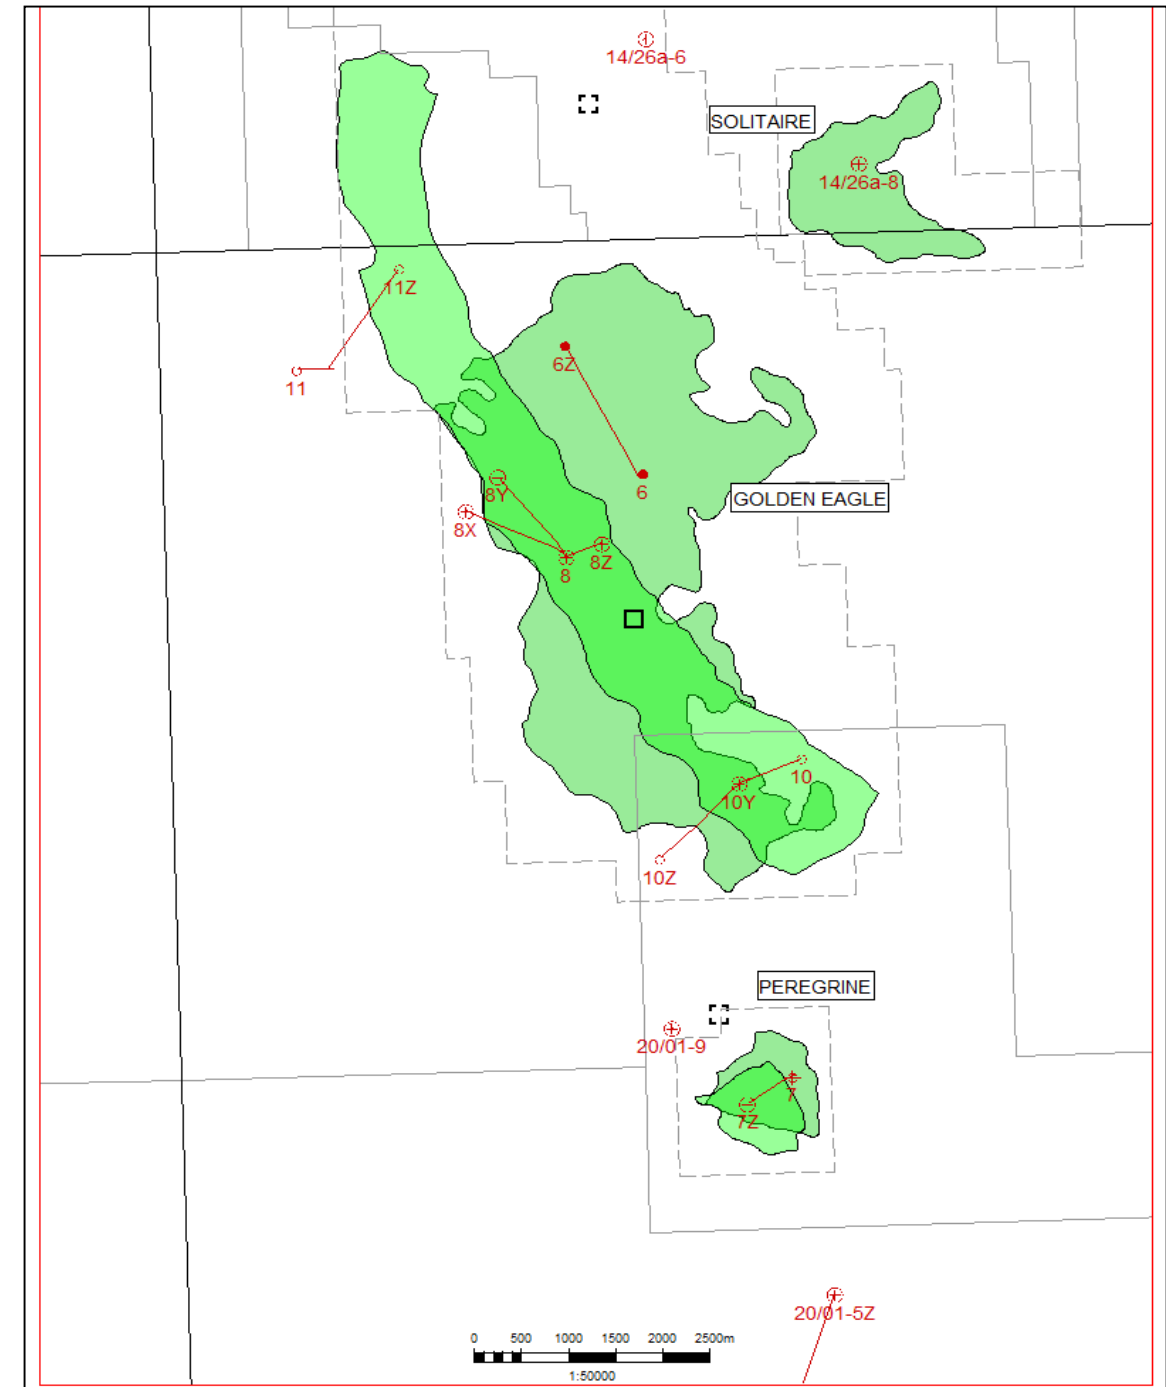 14/26a-6
SOLITAIRE
14/26a-8
11Z
11
6Z
6
GOLDEN EAGLE
8Y
8X
8Z
8
10
10Y
10Z
PEREGRINE
20/01-9
7
7Z
20/01-5Z
0 500 1000 1500 2000 2500m
1:50000